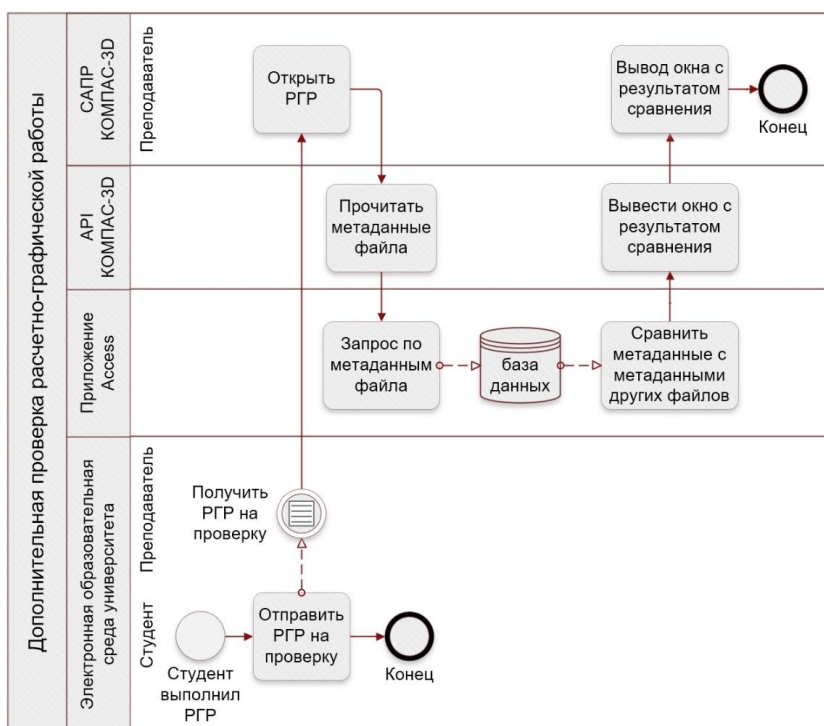 Дополнительная проверка расчетно-графической работы
САПР
КОМПАС-3D
Преподаватель
Открыть
РГР
Вывод окна с
результатом
сравнения
Конец
API
КОМПАС-3D
Прочитать
метаданные
файла
Вывести окно с
результатом
сравнения
Приложение
Access
Запрос по
метаданным
файла
база
данных
Сравнить
метаданные с
метаданными
других файлов
Электронная образовательная
среда университета
Преподаватель
Получить
РГР на
проверку
Студент
Студент
выполнил
РГР
Отправить
РГР на
проверку
Конец